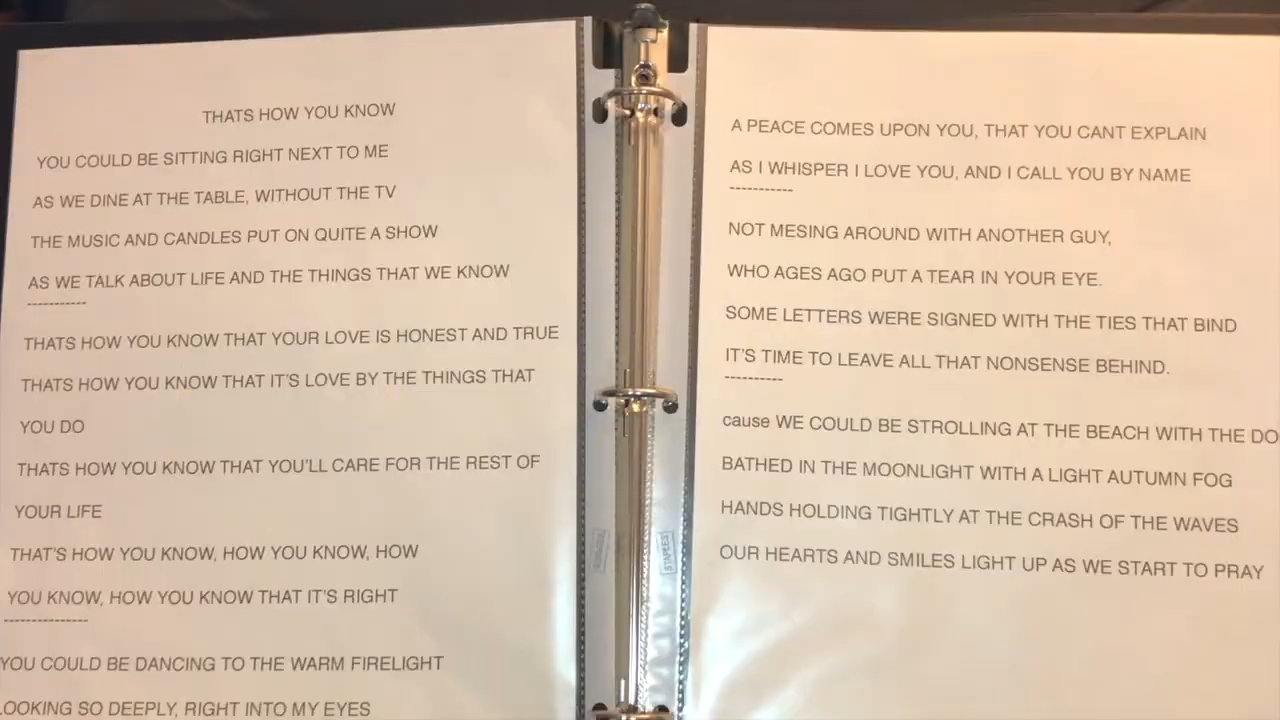 THATS HOW YOU KNOW
YOU COULD BE SITTING RIGHT NEXT TO ME
AS WE DINE AT THE TABLE, WITHOUT THE TV
THE MUSIC AND CANDLES PUT ON QUITE A SHOW
AS WE TALK ABOUT LIFE AND THE THINGS THAT WE KNOW
-----------
THATS HOW YOU KNOW THAT YOUR LOVE IS HONEST AND TRUE
THATS HOW YOU KNOW THAT IT'S LOVE BY THE THINGS THAT
YOU DO
THATS HOW YOU KNOW THAT YOU'LL CARE FOR THE REST OF
YOUR LIFE
THAT'S HOW YOU KNOW, HOW YOU KNOW, HOW
YOU KNOW, HOW YOU KNOW THAT IT'S RIGHT
---------------
YOU COULD BE DANCING TO THE WARM FIRELIGHT
LOOKING SO DEEPLY, RIGHT INTO MY EYES
STAPLES
A PEACE COMES UPON YOU, THAT YOU CANT EXPLAIN
AS I WHISPER I LOVE YOU, AND I CALL YOU BY NAME
-----------
NOT MESING AROUND WITH ANOTHER GUY,
WHO AGES AGO PUT A TEAR IN YOUR EYE.
SOME LETTERS WERE SIGNED WITH THE TIES THAT BIND
IT'S TIME TO LEAVE ALL THAT NONSENSE BEHIND.
----------
cause WE COULD BE STROLLING AT THE BEACH WITH THE DO
BATHED IN THE MOONLIGHT WITH A LIGHT AUTUMN FOG
HANDS HOLDING TIGHTLY AT THE CRASH OF THE WAVES
OUR HEARTS AND SMILES LIGHT UP AS WE START TO PRAY